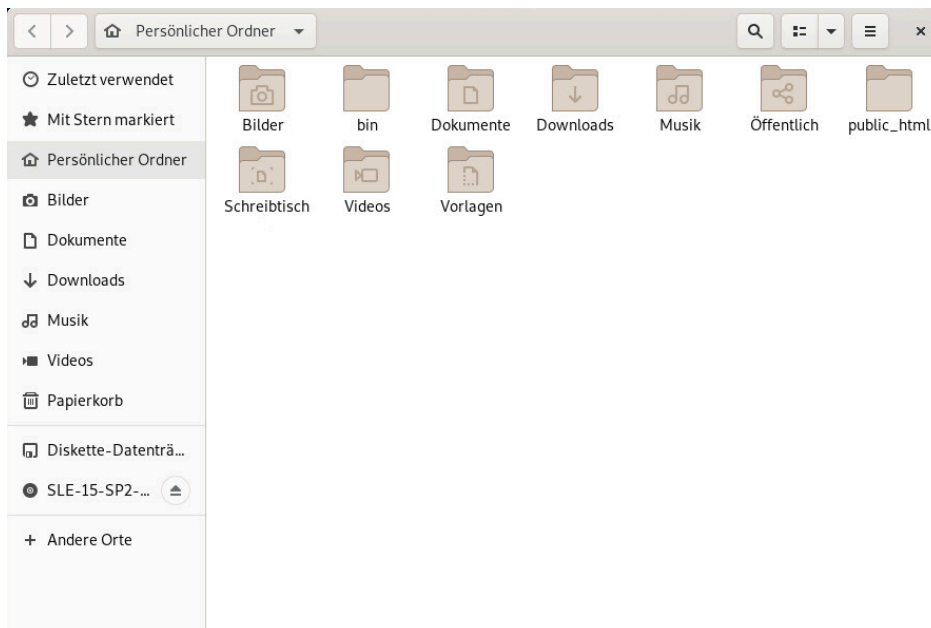 Persönlicher Ordner
Zuletzt verwendet
Mit Stern markiert
Persönlicher Ordner
Bilder
Dokumente
Downloads
Musik
Videos
Papierkorb
Diskette-Datenträ...
SLE-15-SP2-...
Andere Orte
Bilder bin Dokumente Downloads Musik Öffentlich public_html
Schreibtisch Videos Vorlagen